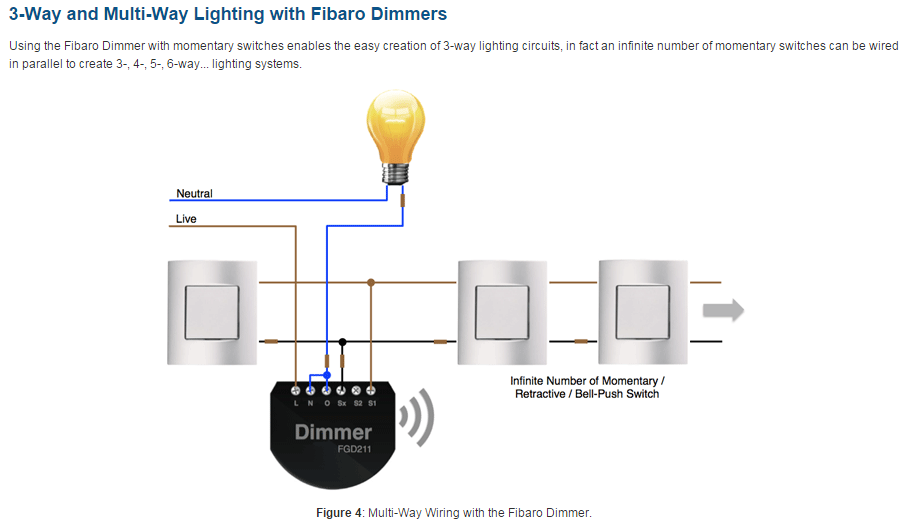 3-Way and Multi-Way Lighting with Fibaro Dimmers
Using the Fibaro Dimmer with momentary switches enables the easy creation of 3-way lighting circuits, in fact an infinite number of momentary switches can be wired
in parallel to create 3-, 4-, 5-, 6-way... lighting systems.
Neutral
Live
Infinite Number of Momentary /
Retractive / Bell-Push Switch
L N O Sx S2 S1
Dimmer
FGD211
Figure 4: Multi-Way Wiring with the Fibaro Dimmer.